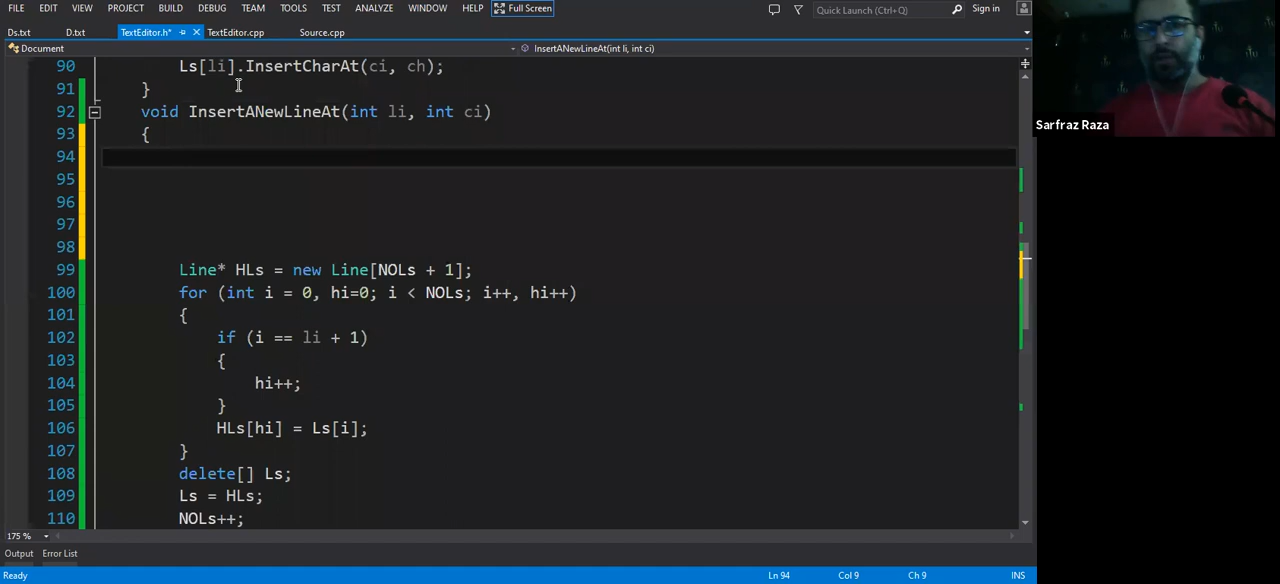 FILE EDIT VIEW PROJECT BUILD DEBUG TEAM TOOLS TEST ANALYZE WINDOW HELP Full Screen Quick Launch (Ctrl+Q) Sign in
Ds.txt D.txt TextEditor.h* TextEditor.cpp Source.cpp
Document InsertANewLineAt(int li, int ci)
90 Ls[li].InsertCharAt(ci, ch);
91 }
92 void InsertANewLineAt(int li, int ci)
93 {
94
95
96
97
98
99 Line* HLs = new Line[NOLs + 1];
100 for (int i = 0, hi=0; i < NOLs; i++, hi++)
101 {
102 if (i == li + 1)
103 {
104 hi++;
105 }
106 HLs[hi] = Ls[i];
107 }
108 delete[] Ls;
109 Ls = HLs;
110 NOLs++;
175 %
Output Error List
Ready Ln 94 Col 9 Ch 9 INS
Sarfraz Raza